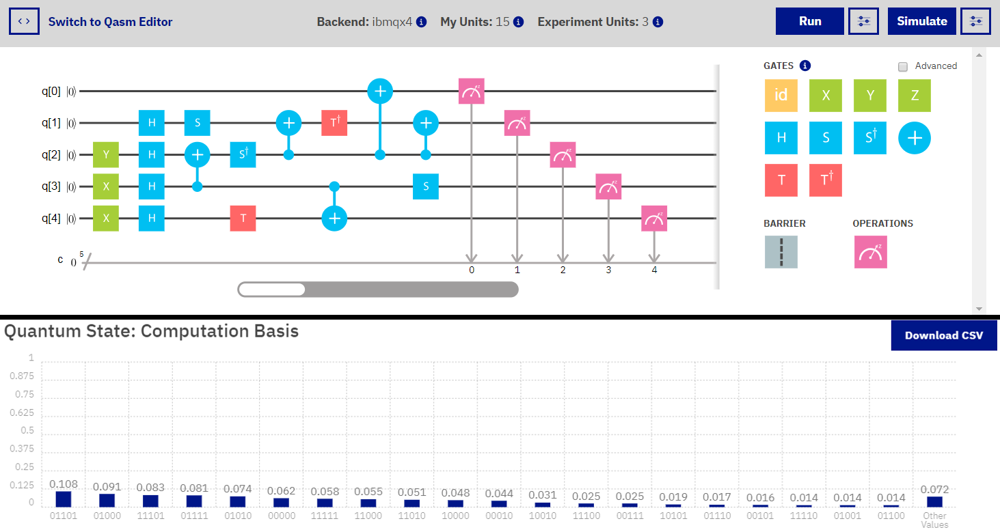 <> Switch to Qasm Editor Backend: ibmqx4 i My Units: 15 i Experiment Units: 3 i Run Simulate
GATES i Advanced
q[0] |0⟩ + z
id X Y Z
q[1] |0⟩ H S + T† + z
H S S† +
q[2] |0⟩ Y H + S† z
T T†
q[3] |0⟩ X H S z
q[4] |0⟩ X H T + z
BARRIER OPERATIONS
z
c 0 5
0 1 2 3 4
Quantum State: Computation Basis
Download CSV
1
0.875
0.75
0.625
0.5
0.375
0.25
0.125
0
0.108 0.091 0.083 0.081 0.074 0.062 0.058 0.055 0.051 0.048 0.044 0.031 0.025 0.025 0.019 0.017 0.016 0.014 0.014 0.014 0.072
01101 01000 11101 01111 01010 00000 11111 11000 11010 10000 00010 10010 11100 00111 10101 01110 00101 11110 01001 01100 Other
Values